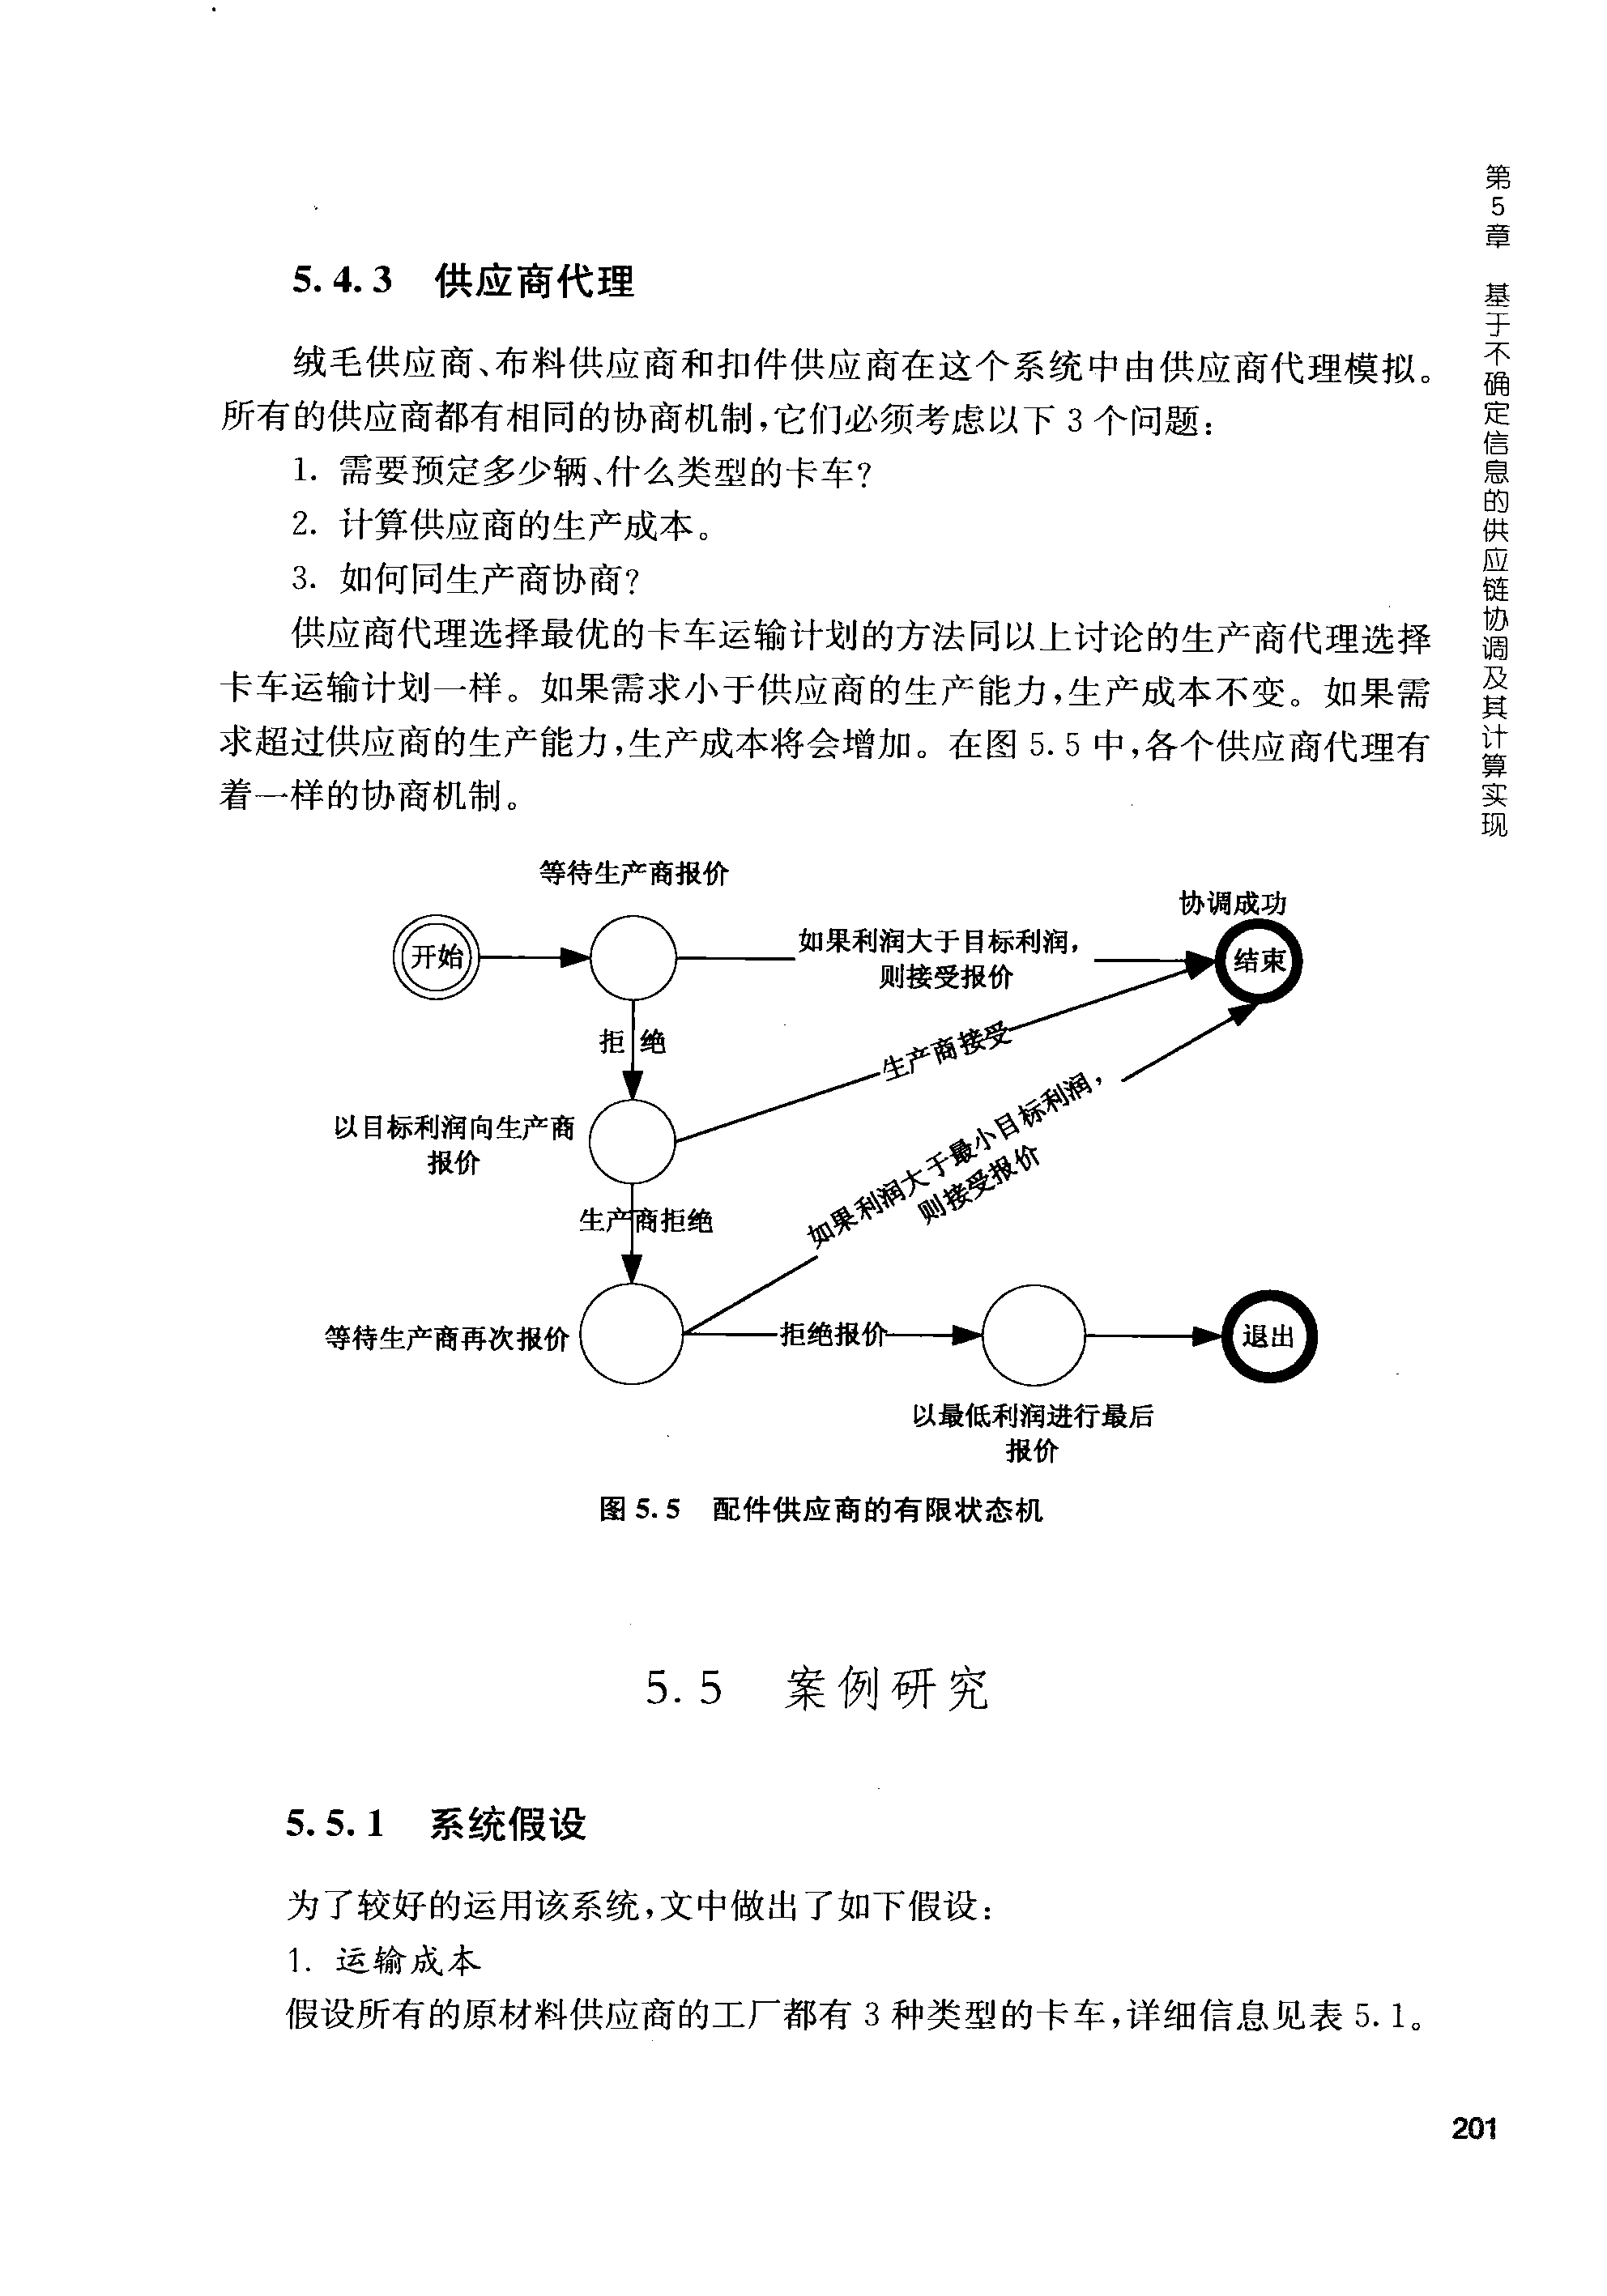 第5章 基于不确定信息的供应链协调及其计算实现
5.4.3 供应商代理
绒毛供应商、布料供应商和扣件供应商在这个系统中由供应商代理模拟。
所有的供应商都有相同的协商机制,它们必须考虑以下3个问题:
1. 需要预定多少辆、什么类型的卡车?
2. 计算供应商的生产成本。
3. 如何同生产商协商?
供应商代理选择最优的卡车运输计划的方法同以上讨论的生产商代理选择
卡车运输计划一样。如果需求小于供应商的生产能力,生产成本不变。如果需
求超过供应商的生产能力,生产成本将会增加。在图5.5中,各个供应商代理有
着一样的协商机制。
等待生产商报价
协调成功
开始
如果利润大于目标利润,
则接受报价
结束
拒绝
生产商接受
以目标利润向生产商
报价
如果利润大于最小目标利润,
则接受报价
生产商拒绝
等待生产商再次报价
拒绝报价
退出
以最低利润进行最后
报价
图5.5 配件供应商的有限状态机
5.5 案例研究
5.5.1 系统假设
为了较好的运用该系统,文中做出了如下假设:
1. 运输成本
假设所有的原材料供应商的工厂都有3种类型的卡车,详细信息见表5.1。
201